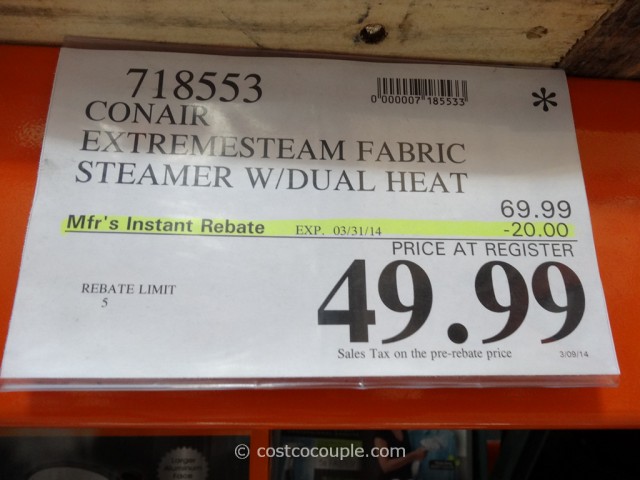 718553
0 000007 185533
*
CONAIR
EXTREMESTEAM FABRIC
STEAMER W/DUAL HEAT
69.99
Mfr's Instant Rebate EXP. 03/31/14 -20.00
PRICE AT REGISTER
REBATE LIMIT
5
49.99
Sales Tax on the pre-rebate price
3/09/14
Larger
Aluminum
© costcocouple.com